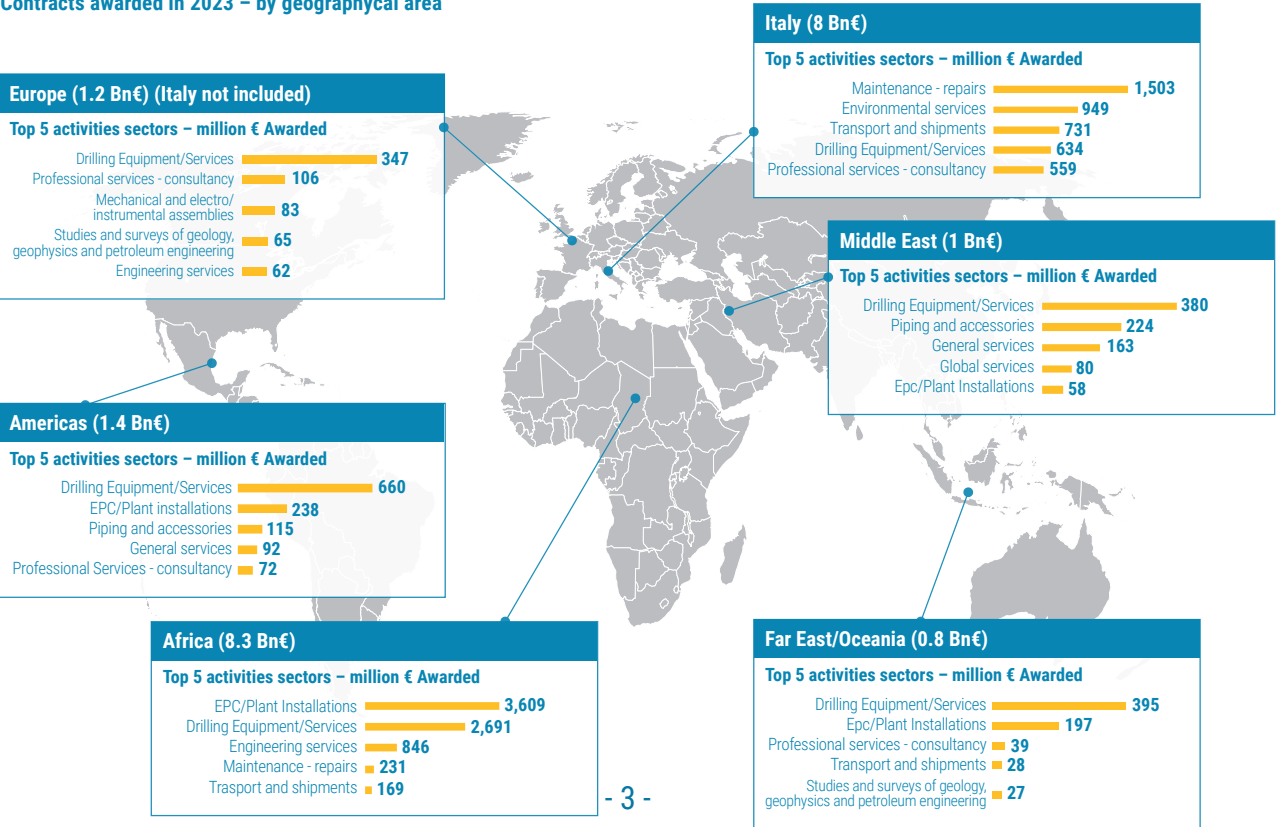 Contracts awarded in 2023 – by geographycal area
Europe (1.2 Bn€) (Italy not included)
Top 5 activities sectors – million € Awarded
Drilling Equipment/Services 347
Professional services - consultancy 106
Mechanical and electro/
instrumental assemblies 83
Studies and surveys of geology,
geophysics and petroleum engineering 65
Engineering services 62
Italy (8 Bn€)
Top 5 activities sectors – million € Awarded
Maintenance - repairs 1,503
Environmental services 949
Transport and shipments 731
Drilling Equipment/Services 634
Professional services - consultancy 559
Middle East (1 Bn€)
Top 5 activities sectors – million € Awarded
Drilling Equipment/Services 380
Piping and accessories 224
General services 163
Global services 80
Epc/Plant Installations 58
Americas (1.4 Bn€)
Top 5 activities sectors – million € Awarded
Drilling Equipment/Services 660
EPC/Plant installations 238
Piping and accessories 115
General services 92
Professional Services - consultancy 72
Africa (8.3 Bn€)
Top 5 activities sectors – million € Awarded
EPC/Plant Installations 3,609
Drilling Equipment/Services 2,691
Engineering services 846
Maintenance - repairs 231
Trasport and shipments 169
Far East/Oceania (0.8 Bn€)
Top 5 activities sectors – million € Awarded
Drilling Equipment/Services 395
Epc/Plant Installations 197
Professional services - consultancy 39
Transport and shipments 28
Studies and surveys of geology,
geophysics and petroleum engineering 27
- 3 -